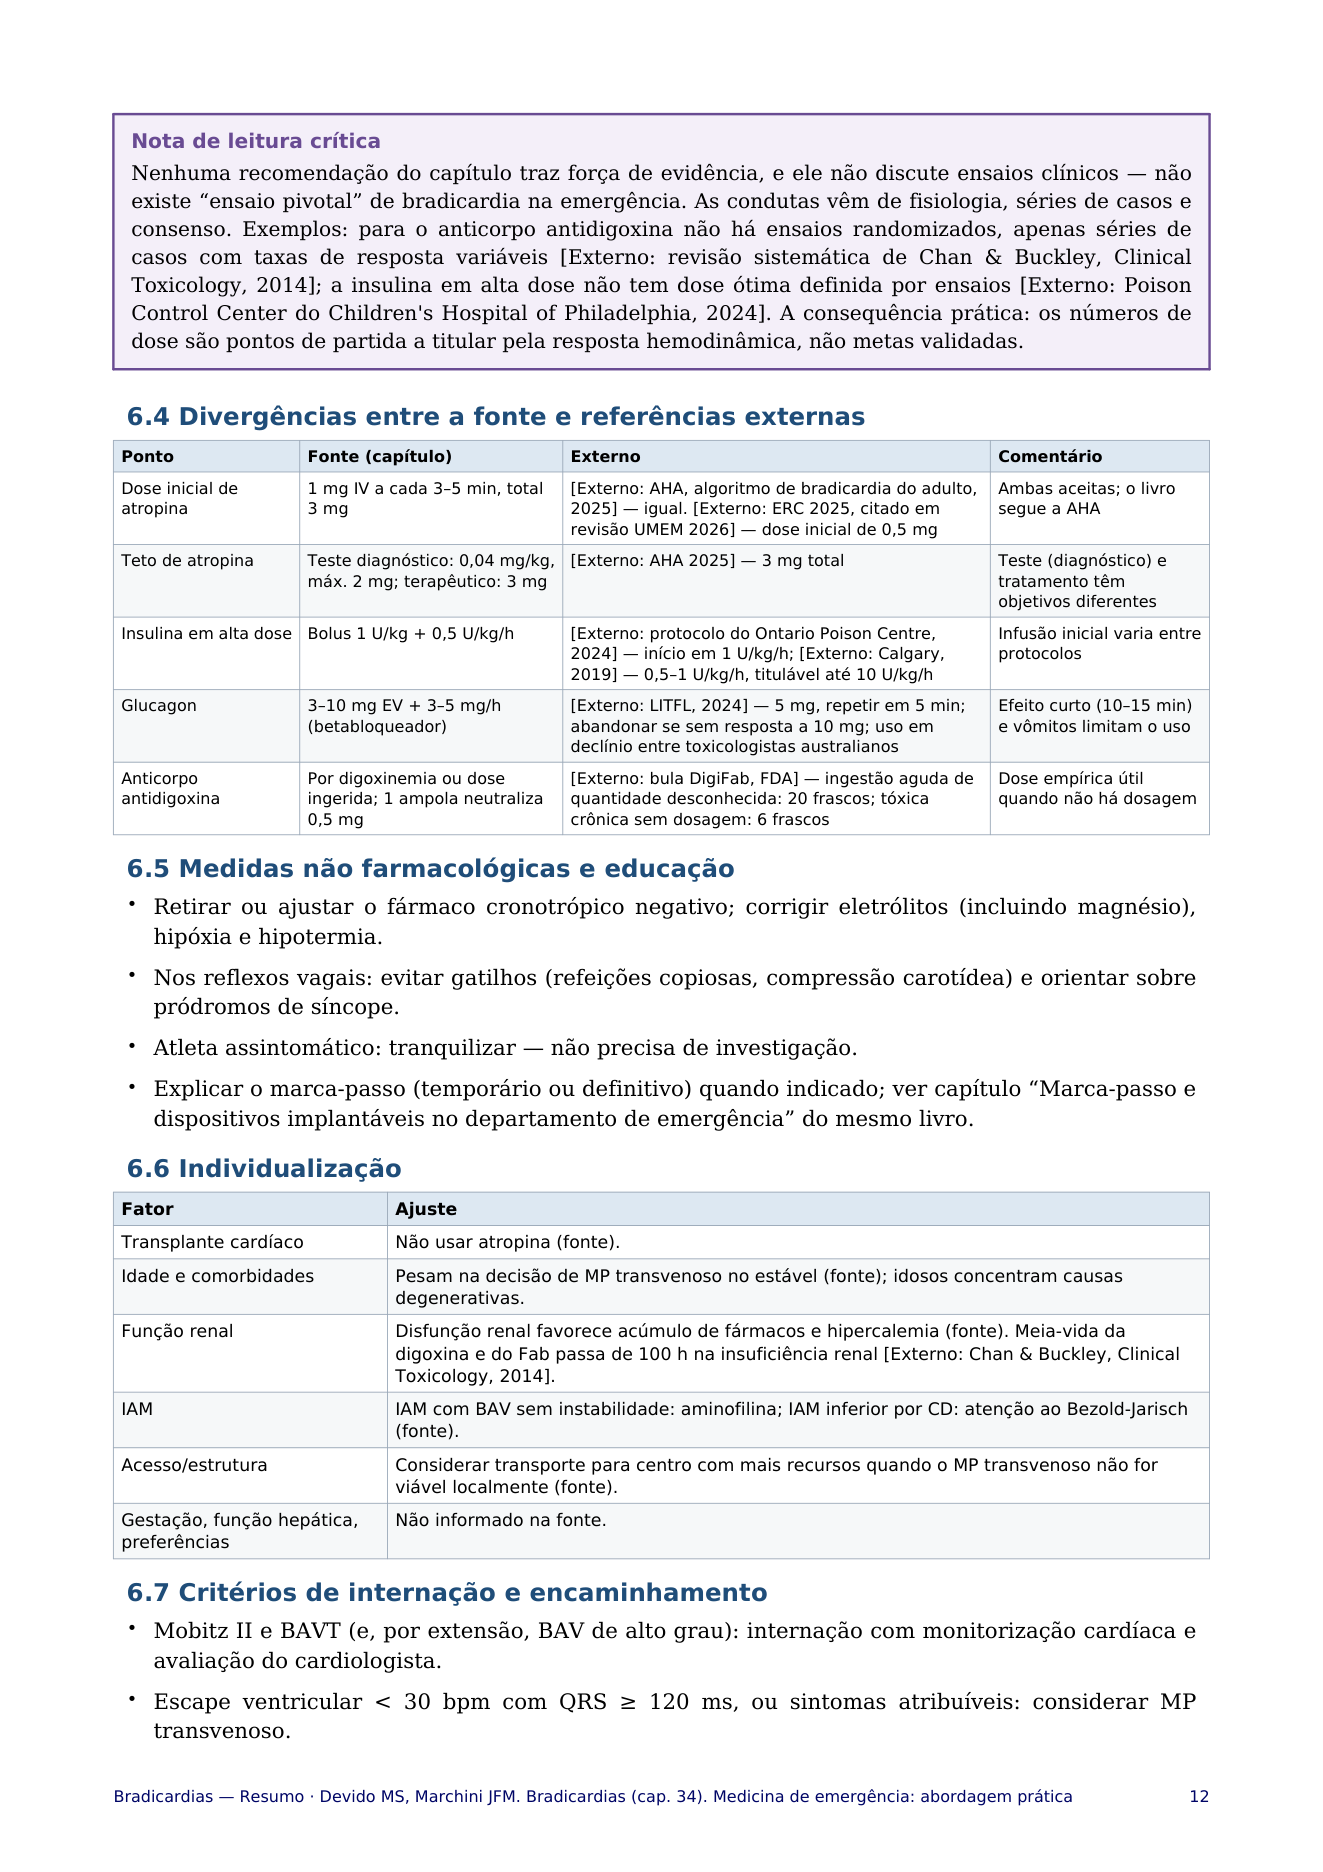 Nota de leitura crítica
Nenhuma recomendação do capítulo traz força de evidência, e ele não discute ensaios clínicos — não
existe “ensaio pivotal” de bradicardia na emergência. As condutas vêm de fisiologia, séries de casos e
consenso. Exemplos: para o anticorpo antidigoxina não há ensaios randomizados, apenas séries de
casos com taxas de resposta variáveis [Externo: revisão sistemática de Chan & Buckley, Clinical
Toxicology, 2014]; a insulina em alta dose não tem dose ótima definida por ensaios [Externo: Poison
Control Center do Children's Hospital of Philadelphia, 2024]. A consequência prática: os números de
dose são pontos de partida a titular pela resposta hemodinâmica, não metas validadas.
6.4 Divergências entre a fonte e referências externas
Ponto
Fonte (capítulo)
Externo
Comentário
Dose inicial de
atropina
1 mg IV a cada 3–5 min, total
3 mg
[Externo: AHA, algoritmo de bradicardia do adulto,
2025] — igual. [Externo: ERC 2025, citado em
revisão UMEM 2026] — dose inicial de 0,5 mg
Ambas aceitas; o livro
segue a AHA
Teto de atropina
Teste diagnóstico: 0,04 mg/kg,
máx. 2 mg; terapêutico: 3 mg
[Externo: AHA 2025] — 3 mg total
Teste (diagnóstico) e
tratamento têm
objetivos diferentes
Insulina em alta dose
Bolus 1 U/kg + 0,5 U/kg/h
[Externo: protocolo do Ontario Poison Centre,
2024] — início em 1 U/kg/h; [Externo: Calgary,
2019] — 0,5–1 U/kg/h, titulável até 10 U/kg/h
Infusão inicial varia entre
protocolos
Glucagon
3–10 mg EV + 3–5 mg/h
(betabloqueador)
[Externo: LITFL, 2024] — 5 mg, repetir em 5 min;
abandonar se sem resposta a 10 mg; uso em
declínio entre toxicologistas australianos
Efeito curto (10–15 min)
e vômitos limitam o uso
Anticorpo
antidigoxina
Por digoxinemia ou dose
ingerida; 1 ampola neutraliza
0,5 mg
[Externo: bula DigiFab, FDA] — ingestão aguda de
quantidade desconhecida: 20 frascos; tóxica
crônica sem dosagem: 6 frascos
Dose empírica útil
quando não há dosagem
6.5 Medidas não farmacológicas e educação
• Retirar ou ajustar o fármaco cronotrópico negativo; corrigir eletrólitos (incluindo magnésio),
hipóxia e hipotermia.
• Nos reflexos vagais: evitar gatilhos (refeições copiosas, compressão carotídea) e orientar sobre
pródromos de síncope.
• Atleta assintomático: tranquilizar — não precisa de investigação.
• Explicar o marca-passo (temporário ou definitivo) quando indicado; ver capítulo “Marca-passo e
dispositivos implantáveis no departamento de emergência” do mesmo livro.
6.6 Individualização
Fator
Ajuste
Transplante cardíaco
Não usar atropina (fonte).
Idade e comorbidades
Pesam na decisão de MP transvenoso no estável (fonte); idosos concentram causas
degenerativas.
Função renal
Disfunção renal favorece acúmulo de fármacos e hipercalemia (fonte). Meia-vida da
digoxina e do Fab passa de 100 h na insuficiência renal [Externo: Chan & Buckley, Clinical
Toxicology, 2014].
IAM
IAM com BAV sem instabilidade: aminofilina; IAM inferior por CD: atenção ao Bezold-Jarisch
(fonte).
Acesso/estrutura
Considerar transporte para centro com mais recursos quando o MP transvenoso não for
viável localmente (fonte).
Gestação, função hepática,
preferências
Não informado na fonte.
6.7 Critérios de internação e encaminhamento
• Mobitz II e BAVT (e, por extensão, BAV de alto grau): internação com monitorização cardíaca e
avaliação do cardiologista.
• Escape ventricular < 30 bpm com QRS ≥ 120 ms, ou sintomas atribuíveis: considerar MP
transvenoso.
Bradicardias — Resumo · Devido MS, Marchini JFM. Bradicardias (cap. 34). Medicina de emergência: abordagem prática
12